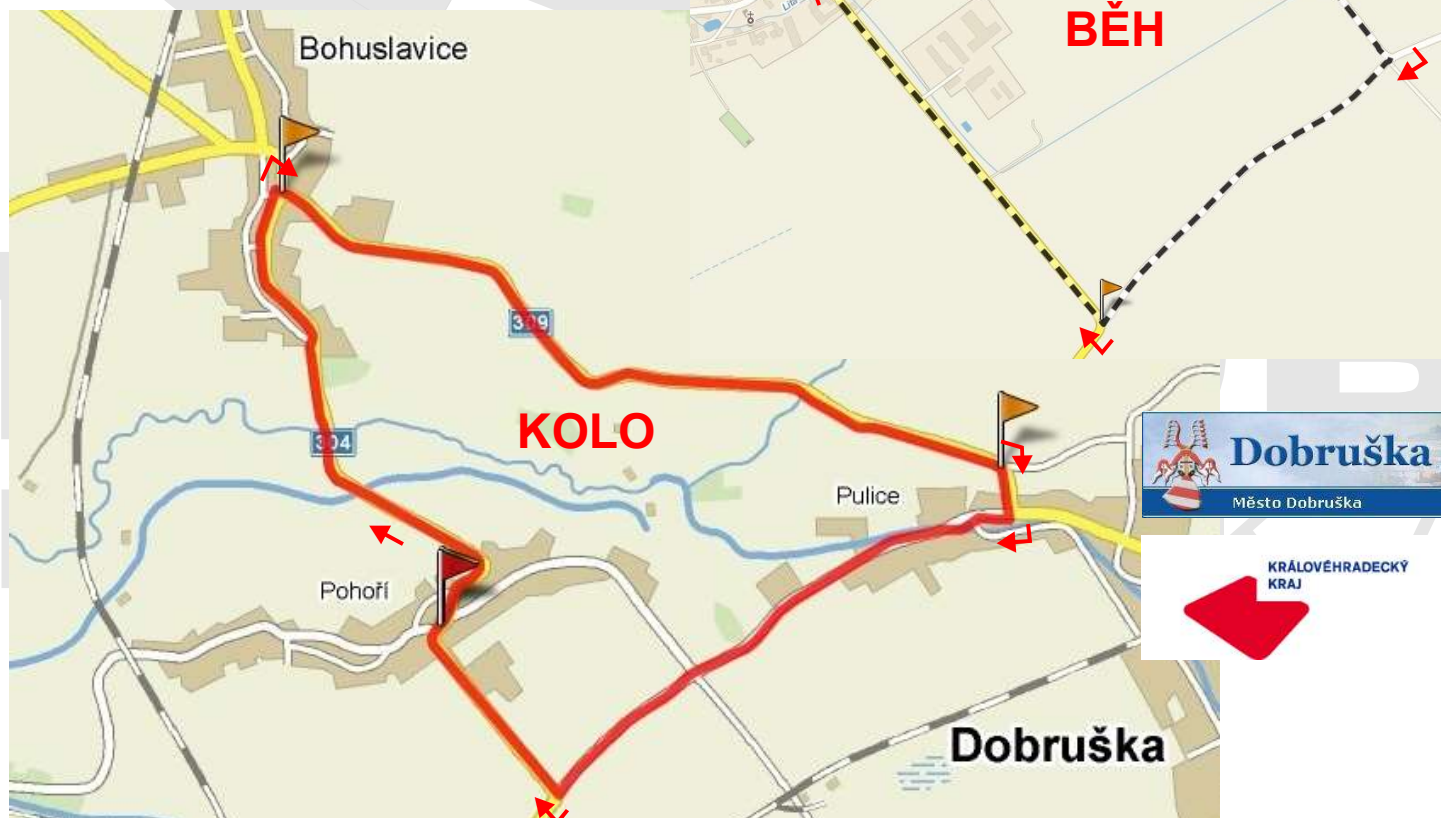 Bohuslavice
BĚH
309
KOLO
304
Pulice
Pohoří
Dobruška
Dobruška
Město Dobruška
KRÁLOVÉHRADECKÝ
KRAJ